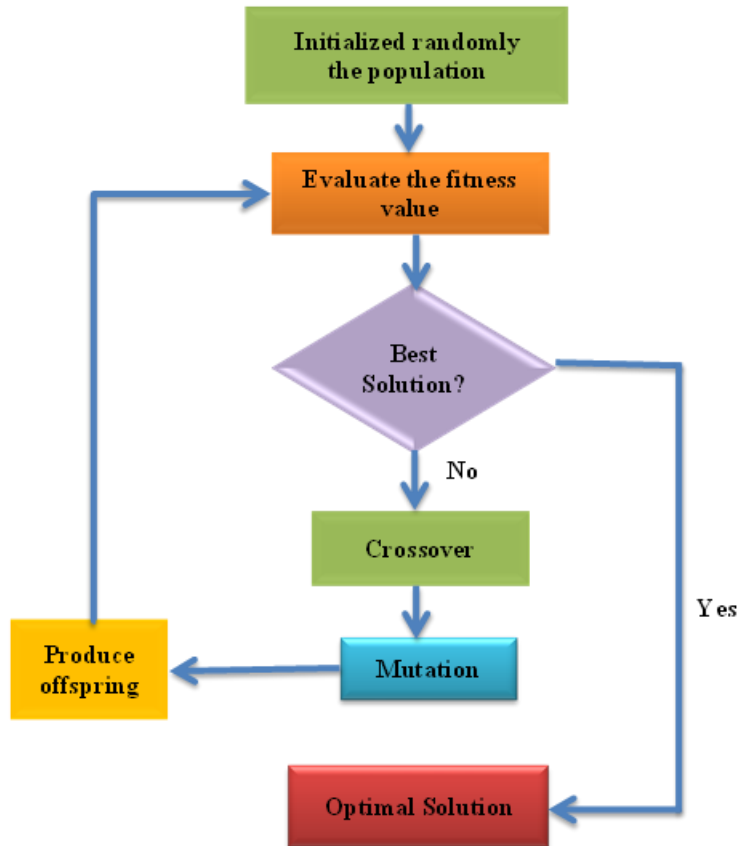 Initialized randomly
the population
Evaluate the fitness
value
Best
Solution?
No
Crossover
Yes
Produce
offspring
Mutation
Optimal Solution